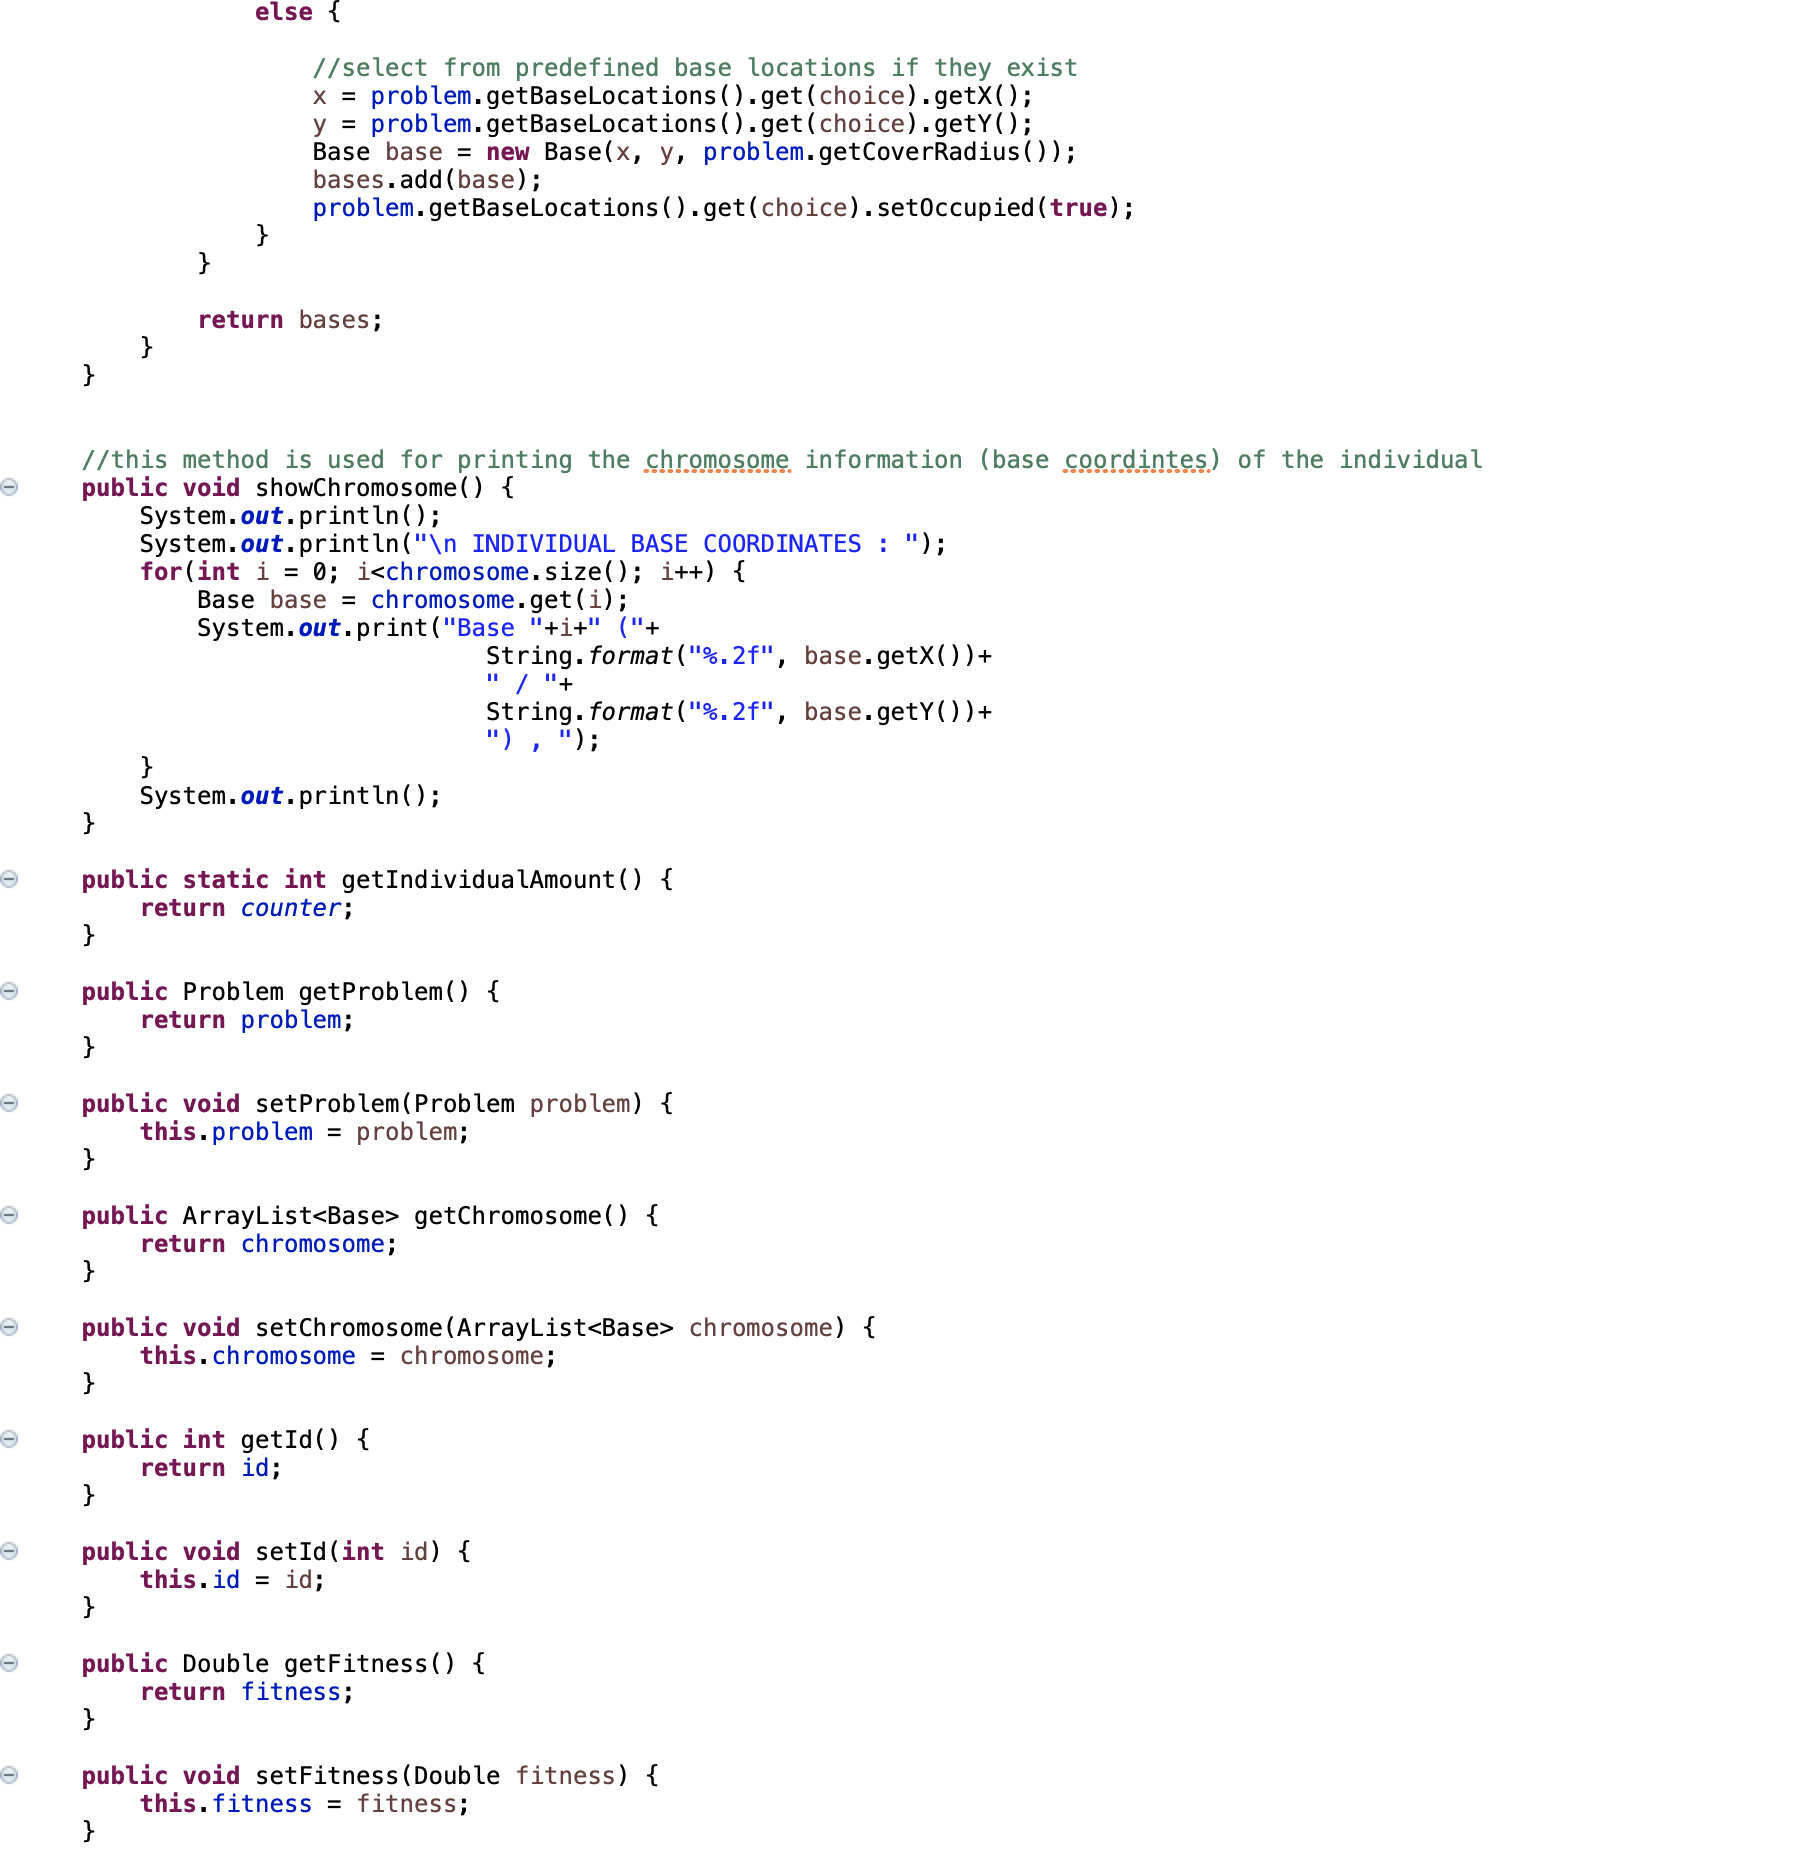 else {
//select from predefined base locations if they exist
x = problem.getBaseLocations().get(choice).getX();
y = problem.getBaseLocations().get(choice).getY();
Base base = new Base(x, y, problem.getCoverRadius());
bases.add(base);
problem.getBaseLocations().get(choice).setOccupied(true);
}
}
return bases;
}
}
//this method is used for printing the chromosome information (base coordintes) of the individual
public void showChromosome() {
System.out.println();
System.out.println("\n INDIVIDUAL BASE COORDINATES : ");
for(int i = 0; i<chromosome.size(); i++) {
Base base = chromosome.get(i);
System.out.print("Base "+i+" ("+
String.format("%.2f", base.getX())+
" / "+
String.format("%.2f", base.getY())+
") , ");
}
System.out.println();
}
public static int getIndividualAmount() {
return counter;
}
public Problem getProblem() {
return problem;
}
public void setProblem(Problem problem) {
this.problem = problem;
}
public ArrayList<Base> getChromosome() {
return chromosome;
}
public void setChromosome(ArrayList<Base> chromosome) {
this.chromosome = chromosome;
}
public int getId() {
return id;
}
public void setId(int id) {
this.id = id;
}
public Double getFitness() {
return fitness;
}
public void setFitness(Double fitness) {
this.fitness = fitness;
}